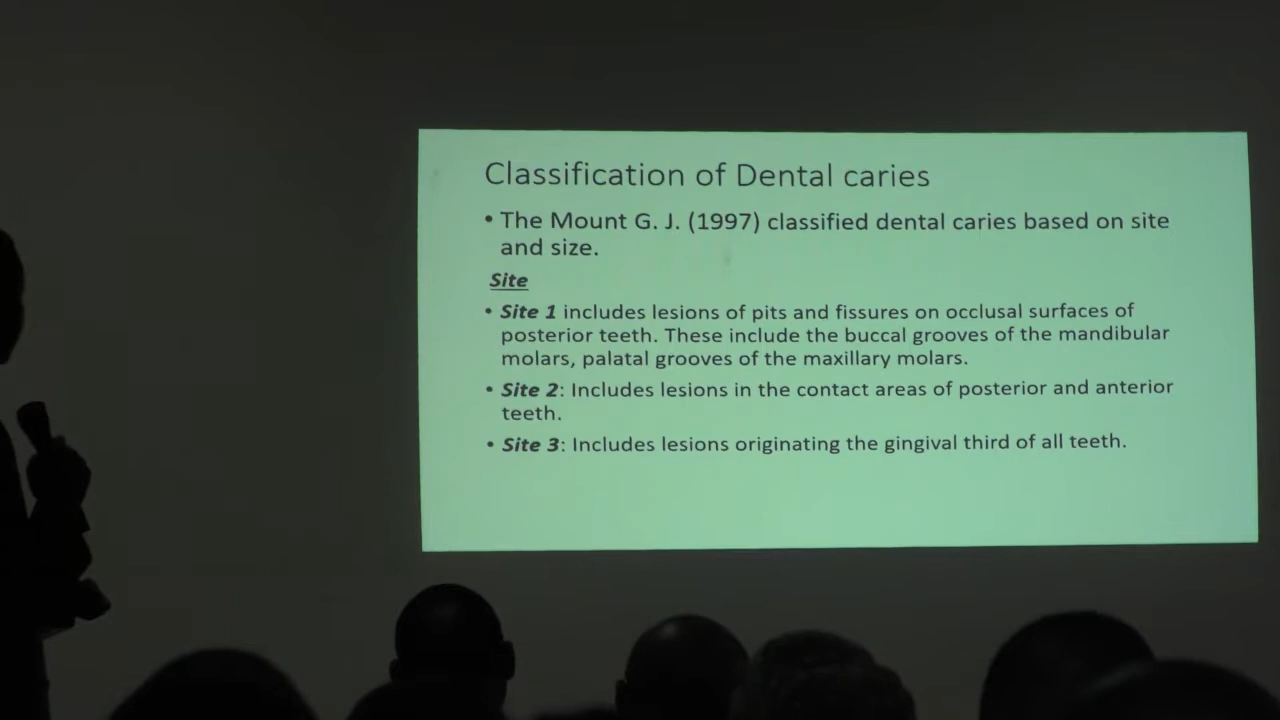 Classification of Dental caries
• The Mount G. J. (1997) classified dental caries based on site
and size.
Site
• Site 1 includes lesions of pits and fissures on occlusal surfaces of
posterior teeth. These include the buccal grooves of the mandibular
molars, palatal grooves of the maxillary molars.
• Site 2: Includes lesions in the contact areas of posterior and anterior
teeth.
• Site 3: Includes lesions originating the gingival third of all teeth.